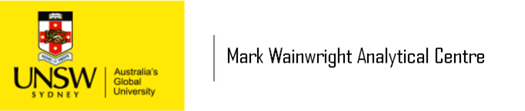 UNSW
SYDNEY
Australia's
Global
University
Mark Wainwright Analytical Centre